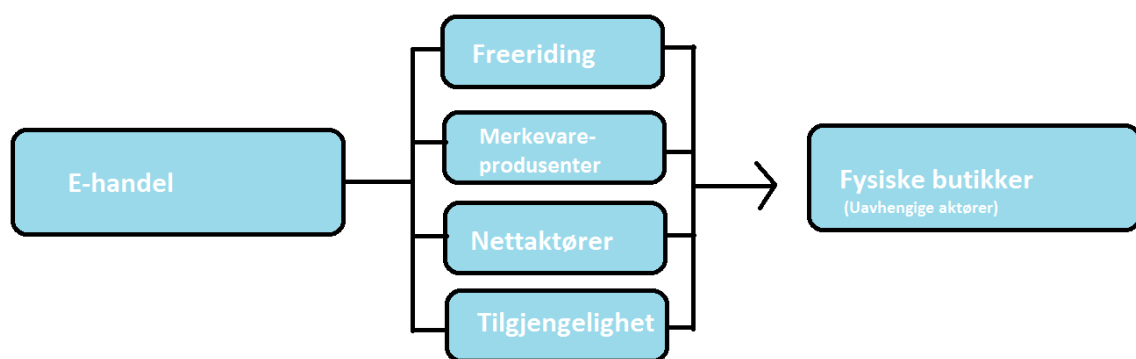 E-handel
Freeriding
Merkevare-
produsenter
Nettaktører
Tilgjengelighet
Fysiske butikker
(Uavhengige aktører)